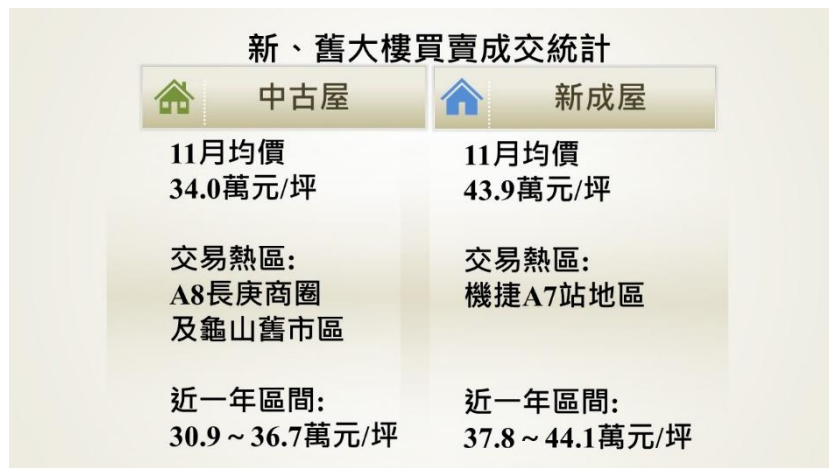 新、舊大樓買賣成交統計
中古屋
11月均價
34.0萬元/坪
交易熱區:
A8長庚商圈
及龜山舊市區
近一年區間:
30.9～36.7萬元/坪
新成屋
11月均價
43.9萬元/坪
交易熱區:
機捷A7站地區
近一年區間:
37.8～44.1萬元/坪